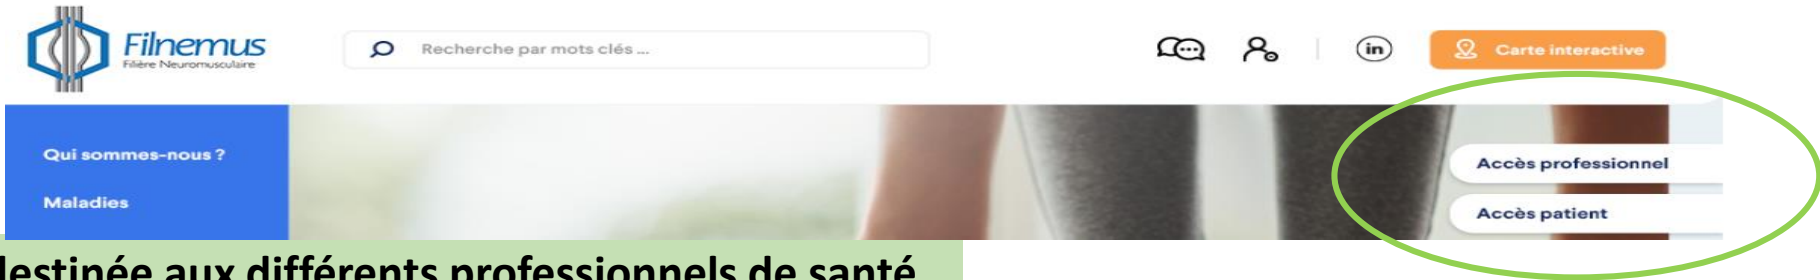 Filnemus
Filière Neuromusculaire
Recherche par mots clés ...
in
Carte interactive
Qui sommes-nous ?
Maladies
Accès professionnel
Accès patient
destinée aux différents professionnels de santé